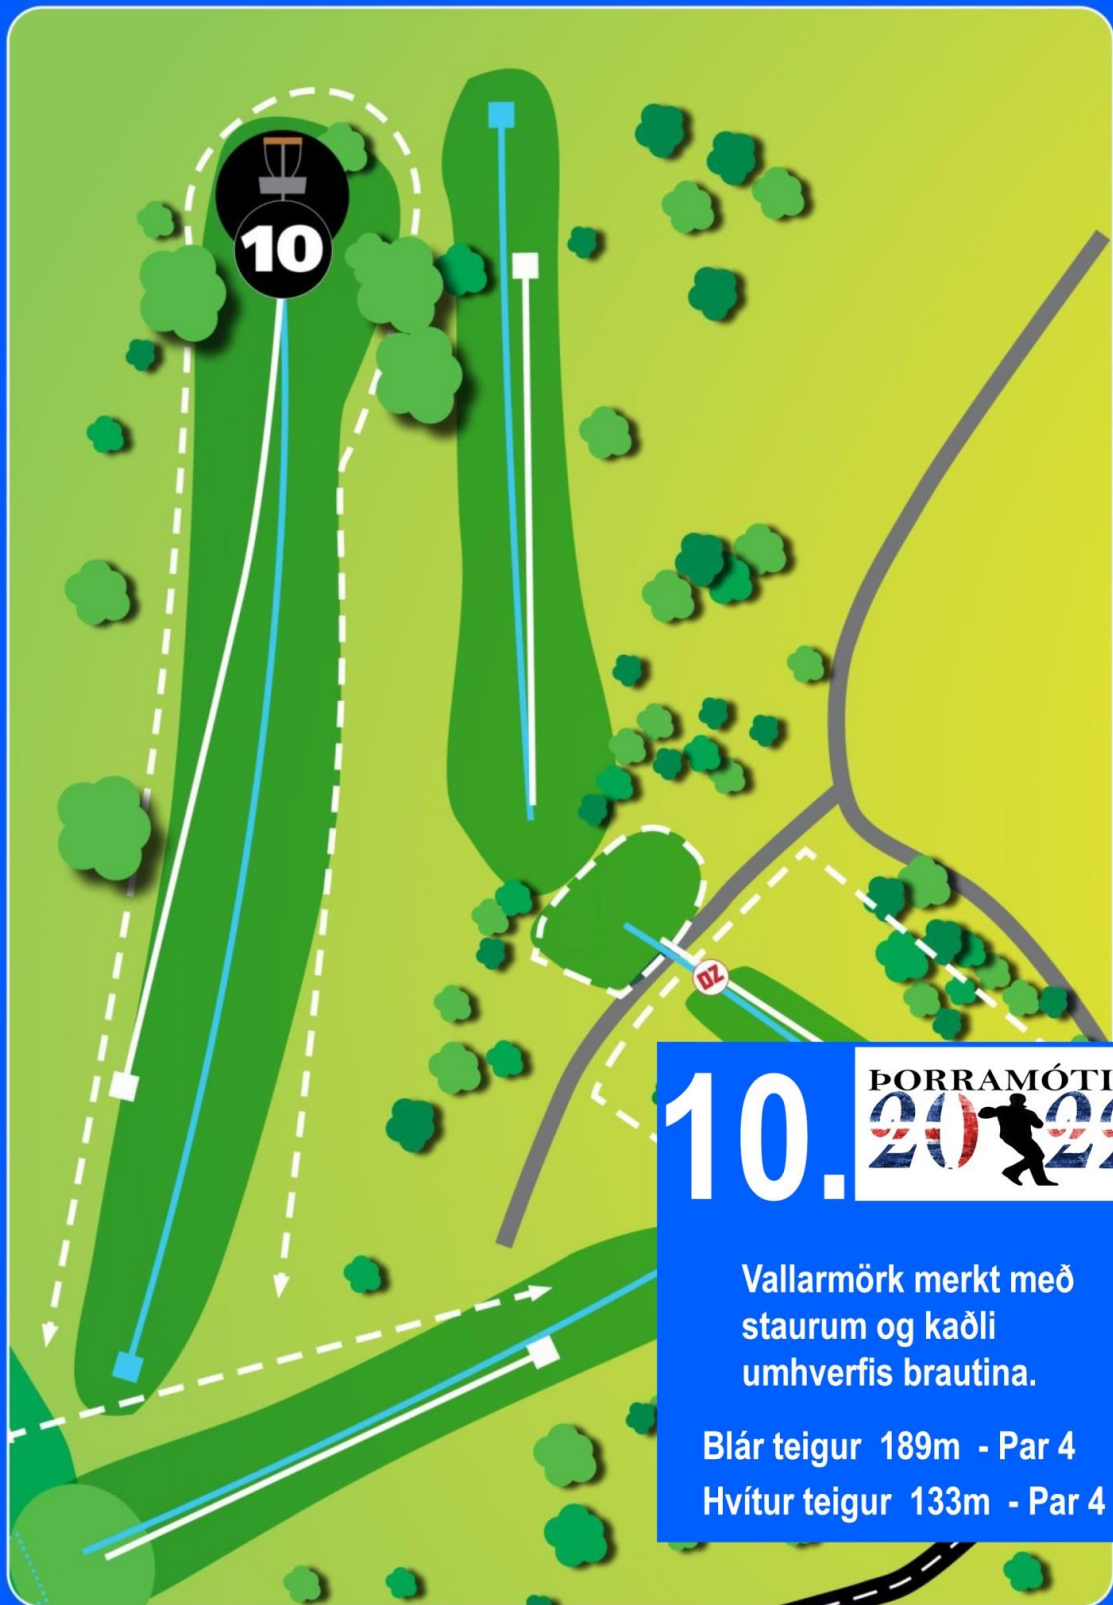 10
DZ
10.
ÞORRAMÓTI
2022
Vallarmörk merkt með
staurum og kaðli
umhverfis brautina.
Blár teigur 189m - Par 4
Hvítur teigur 133m - Par 4